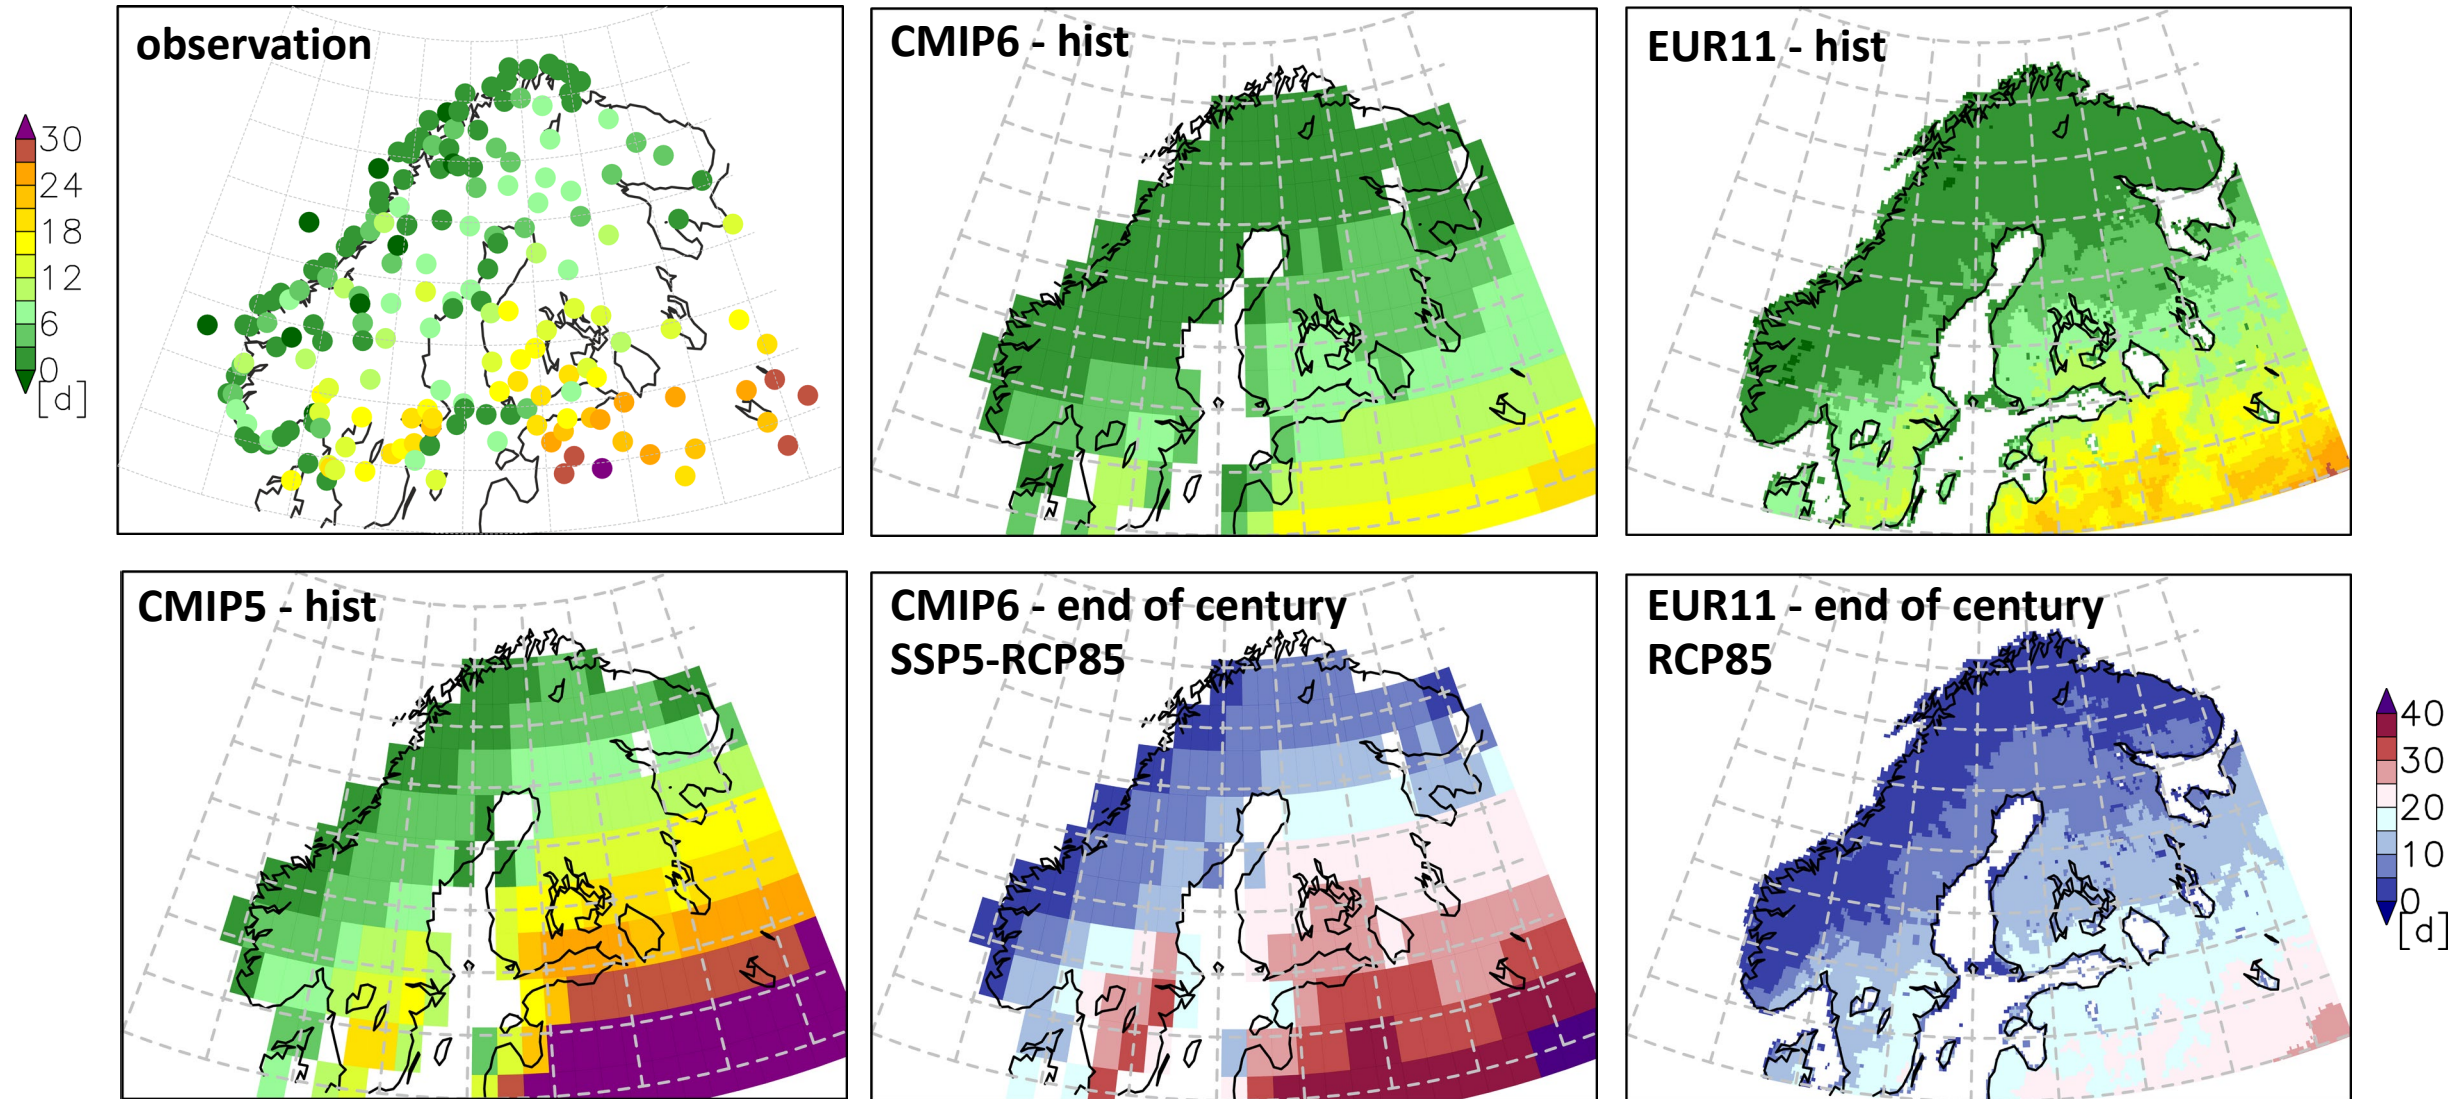 observation
CMIP6 - hist
EUR11 - hist
30
24
18
12
6
0
[d]
CMIP5 - hist
CMIP6 - end of century
SSP5-RCP85
EUR11 - end of century
RCP85
40
30
20
10
0
[d]